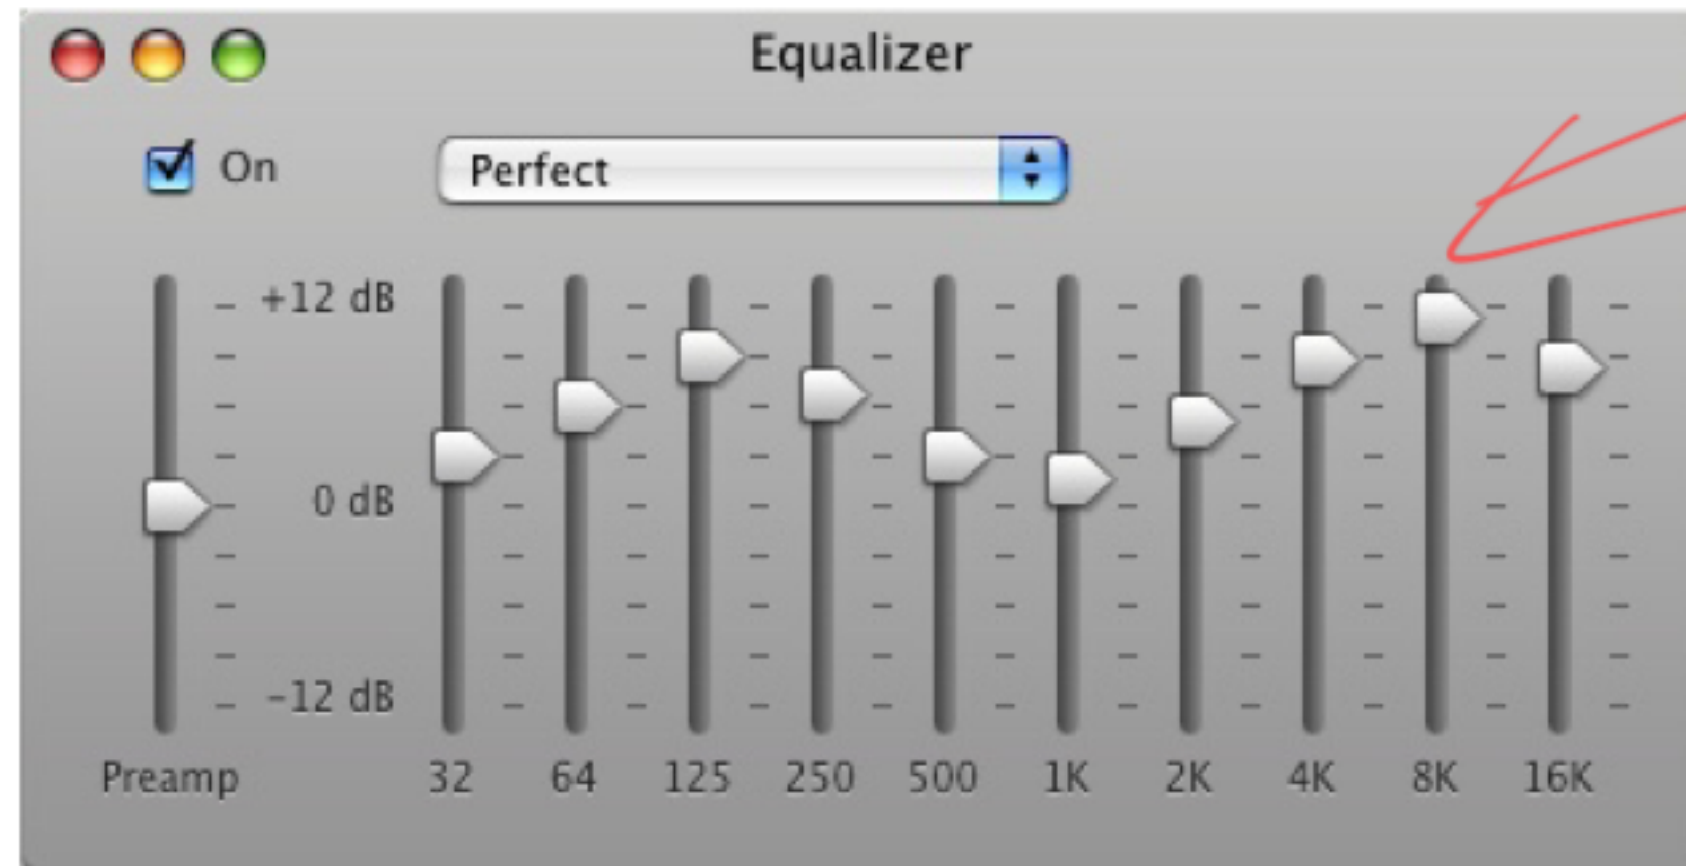 Equalizer
On
Perfect
+12 dB
0 dB
-12 dB
Preamp 32 64 125 250 500 1K 2K 4K 8K 16K